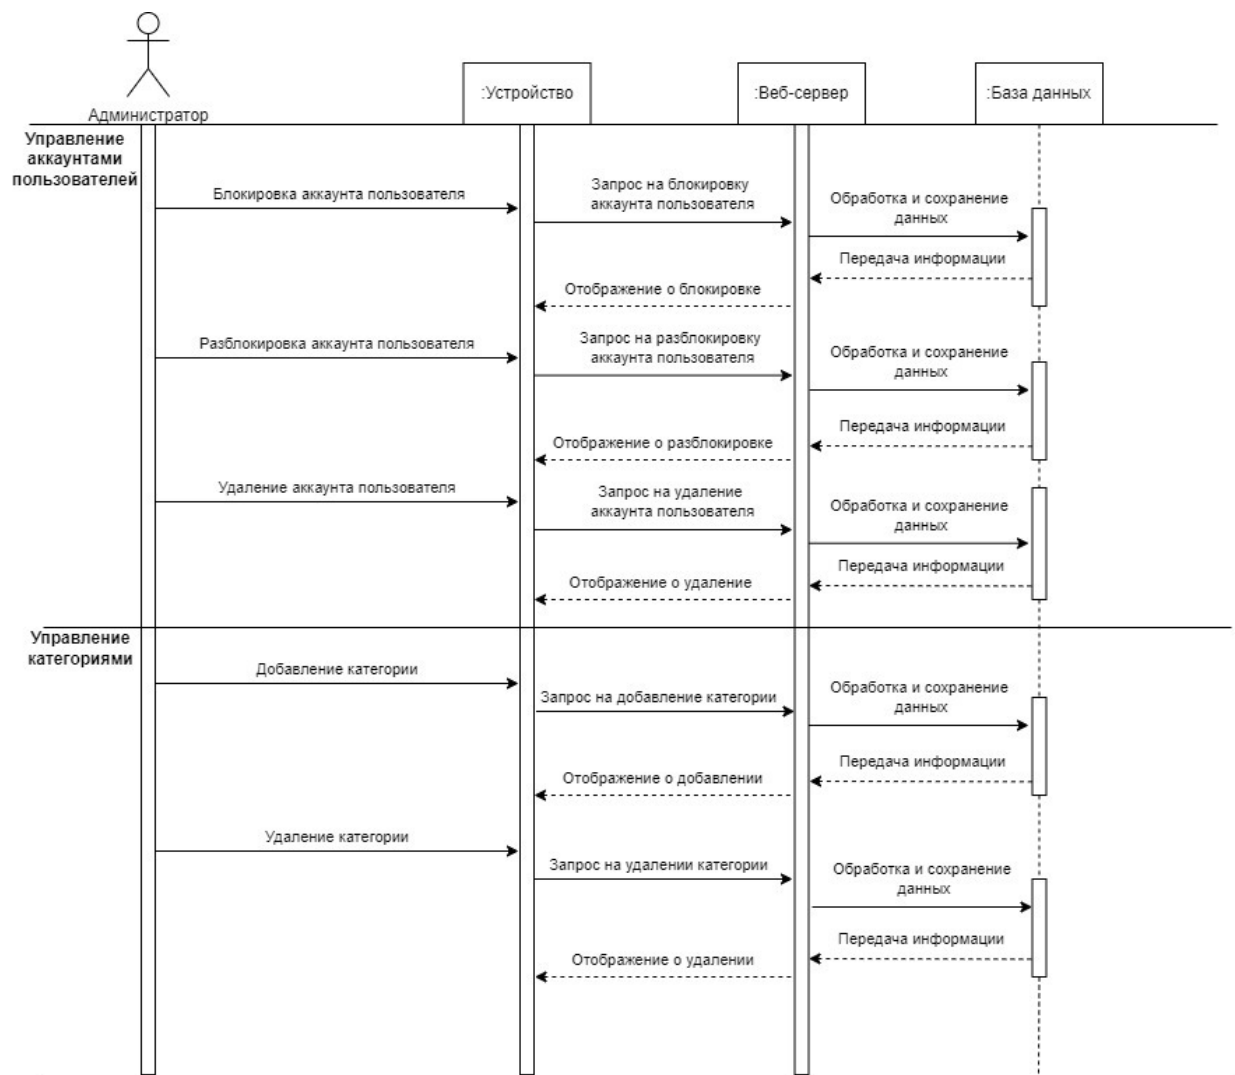 Администратор
:Устройство
:Веб-сервер
:База данных
Управление
аккаунтами
пользователей
Блокировка аккаунта пользователя
Запрос на блокировку
аккаунта пользователя
Обработка и сохранение
данных
Передача информации
Отображение о блокировке
Разблокировка аккаунта пользователя
Запрос на разблокировку
аккаунта пользователя
Обработка и сохранение
данных
Передача информации
Отображение о разблокировке
Удаление аккаунта пользователя
Запрос на удаление
аккаунта пользователя
Обработка и сохранение
данных
Передача информации
Отображение о удаление
Управление
категориями
Добавление категории
Запрос на добавление категории
Обработка и сохранение
данных
Передача информации
Отображение о добавлении
Удаление категории
Запрос на удалении категории
Обработка и сохранение
данных
Передача информации
Отображение о удалении